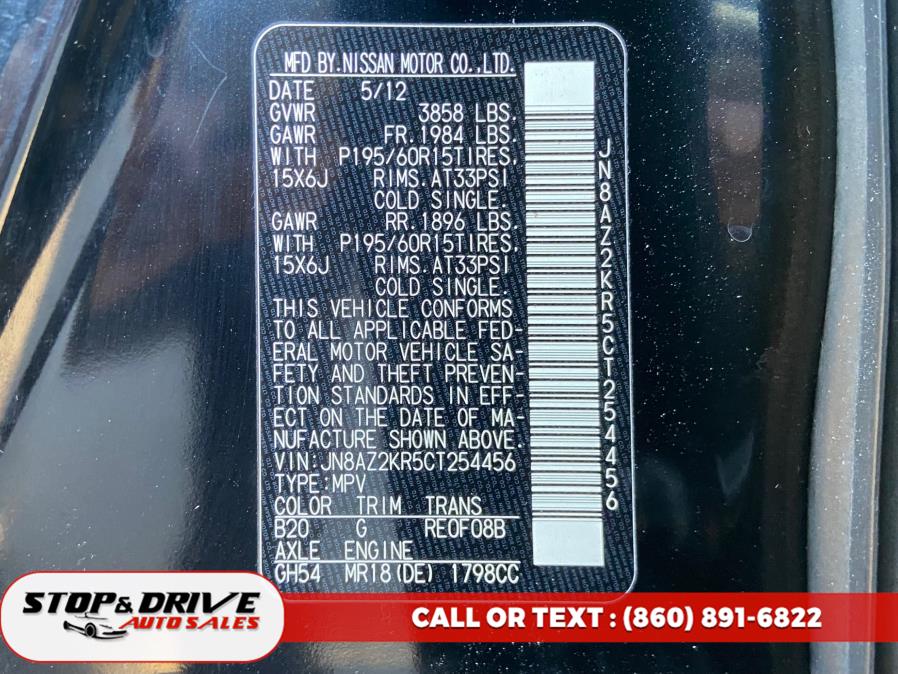 MFD BY.NISSAN MOTOR CO.,LTD.
DATE 5/12
GVWR 3858 LBS.
GAWR FR.1984 LBS.
WITH P195/60R15TIRES.
15X6J RIMS.AT33PSI
COLD SINGLE.
GAWR RR.1896 LBS.
WITH P195/60R15TIRES.
15X6J RIMS.AT33PSI
COLD SINGLE.
THIS VEHICLE CONFORMS
TO ALL APPLICABLE FED-
ERAL MOTOR VEHICLE SA-
FETY AND THEFT PREVEN-
TION STANDARDS IN EFF-
ECT ON THE DATE OF MA-
NUFACTURE SHOWN ABOVE.
VIN:JN8AZ2KR5CT254456
TYPE:MPV
COLOR TRIM TRANS
B20 G RE0F08B
AXLE ENGINE
GH54 MR18(DE) 1798CC
JN8AZ2KR5CT254456
STOP & DRIVE
AUTO SALES
CALL OR TEXT : (860) 891-6822